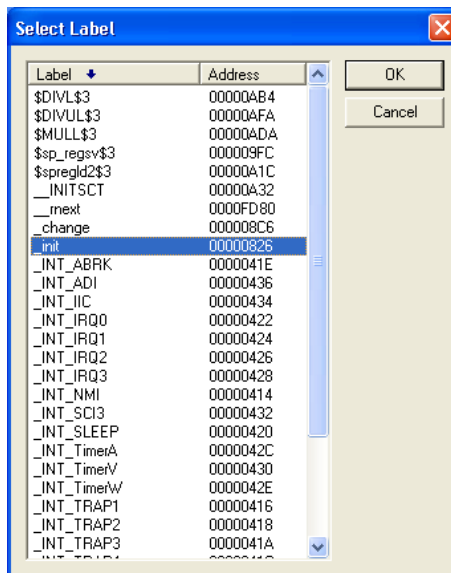 Select Label
Label Address
OK
Cancel
$DIVL$3 00000AB4
$DIVUL$3 00000AFA
$MULL$3 00000ADA
$sp_regsv$3 000009FC
$spregld2$3 00000A1C
__INITSCT 00000A32
__rnext 0000FD80
_change 000008C6
_init 00000826
_INT_ABRK 0000041E
_INT_ADI 00000436
_INT_IIC 00000434
_INT_IRQ0 00000422
_INT_IRQ1 00000424
_INT_IRQ2 00000426
_INT_IRQ3 00000428
_INT_NMI 00000414
_INT_SCI3 00000432
_INT_SLEEP 00000420
_INT_TimerA 0000042C
_INT_TimerV 00000430
_INT_TimerW 0000042E
_INT_TRAP1 00000416
_INT_TRAP2 00000418
_INT_TRAP3 0000041A